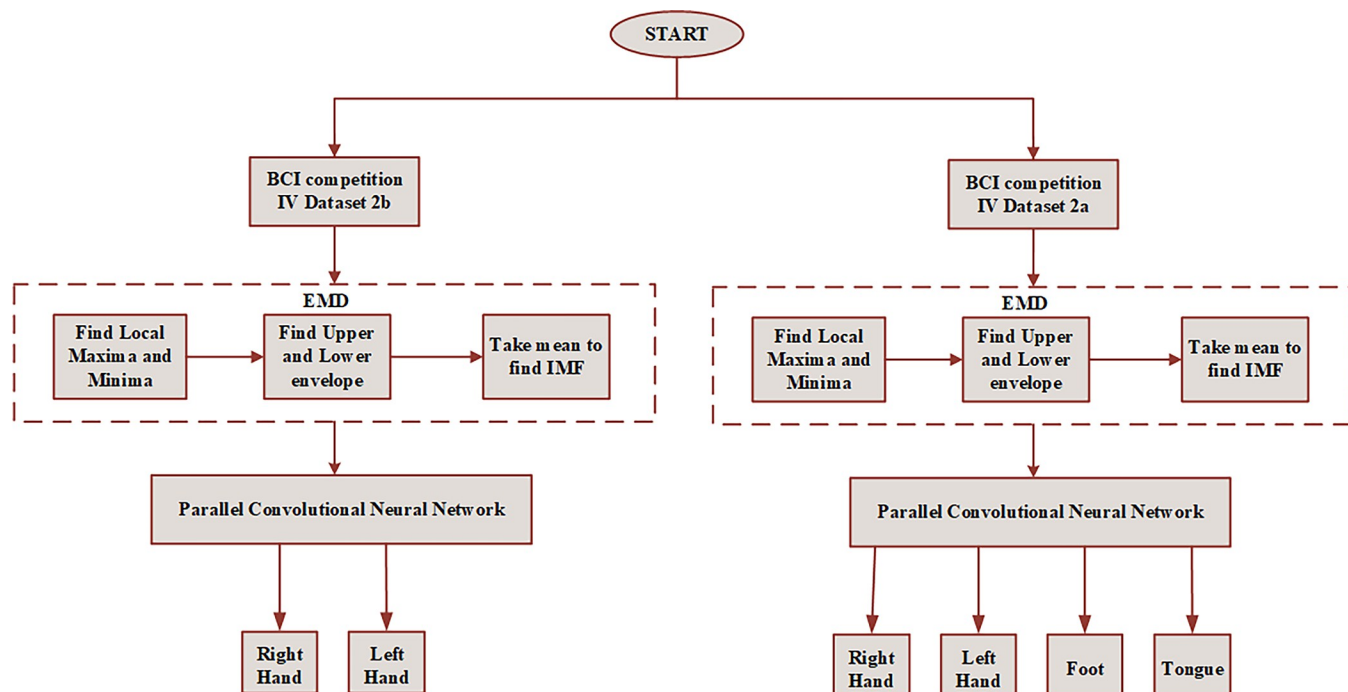 START
BCI competition
IV Dataset 2b
EMD
Find Local
Maxima and
Minima
Find Upper
and Lower
envelope
Take mean to
find IMF
Parallel Convolutional Neural Network
Right
Hand
Left
Hand
BCI competition
IV Dataset 2a
EMD
Find Local
Maxima and
Minima
Find Upper
and Lower
envelope
Take mean to
find IMF
Parallel Convolutional Neural Network
Right
Hand
Left
Hand
Foot
Tongue